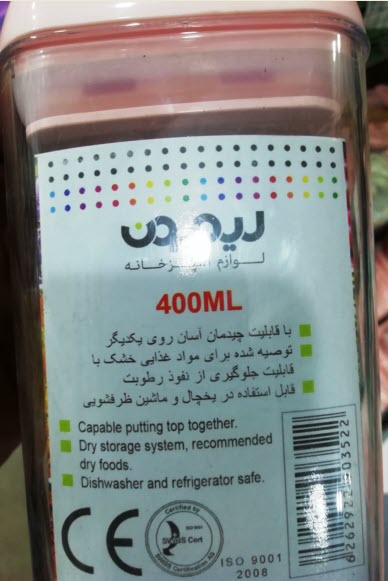 لیمون
لوازم آشپزخانه
400ML
با قابلیت چیدمان آسان روی یکدیگر
توصیه شده برای مواد غذایی خشک با
قابلیت جلوگیری از نفوذ رطوبت
قابل استفاده در یخچال و ماشین ظرفشویی
Capable putting top together.
Dry storage system, recommended
dry foods.
Dishwasher and refrigerator safe.
CE
Certified by
SWISS Cert
ISO 9001
2008